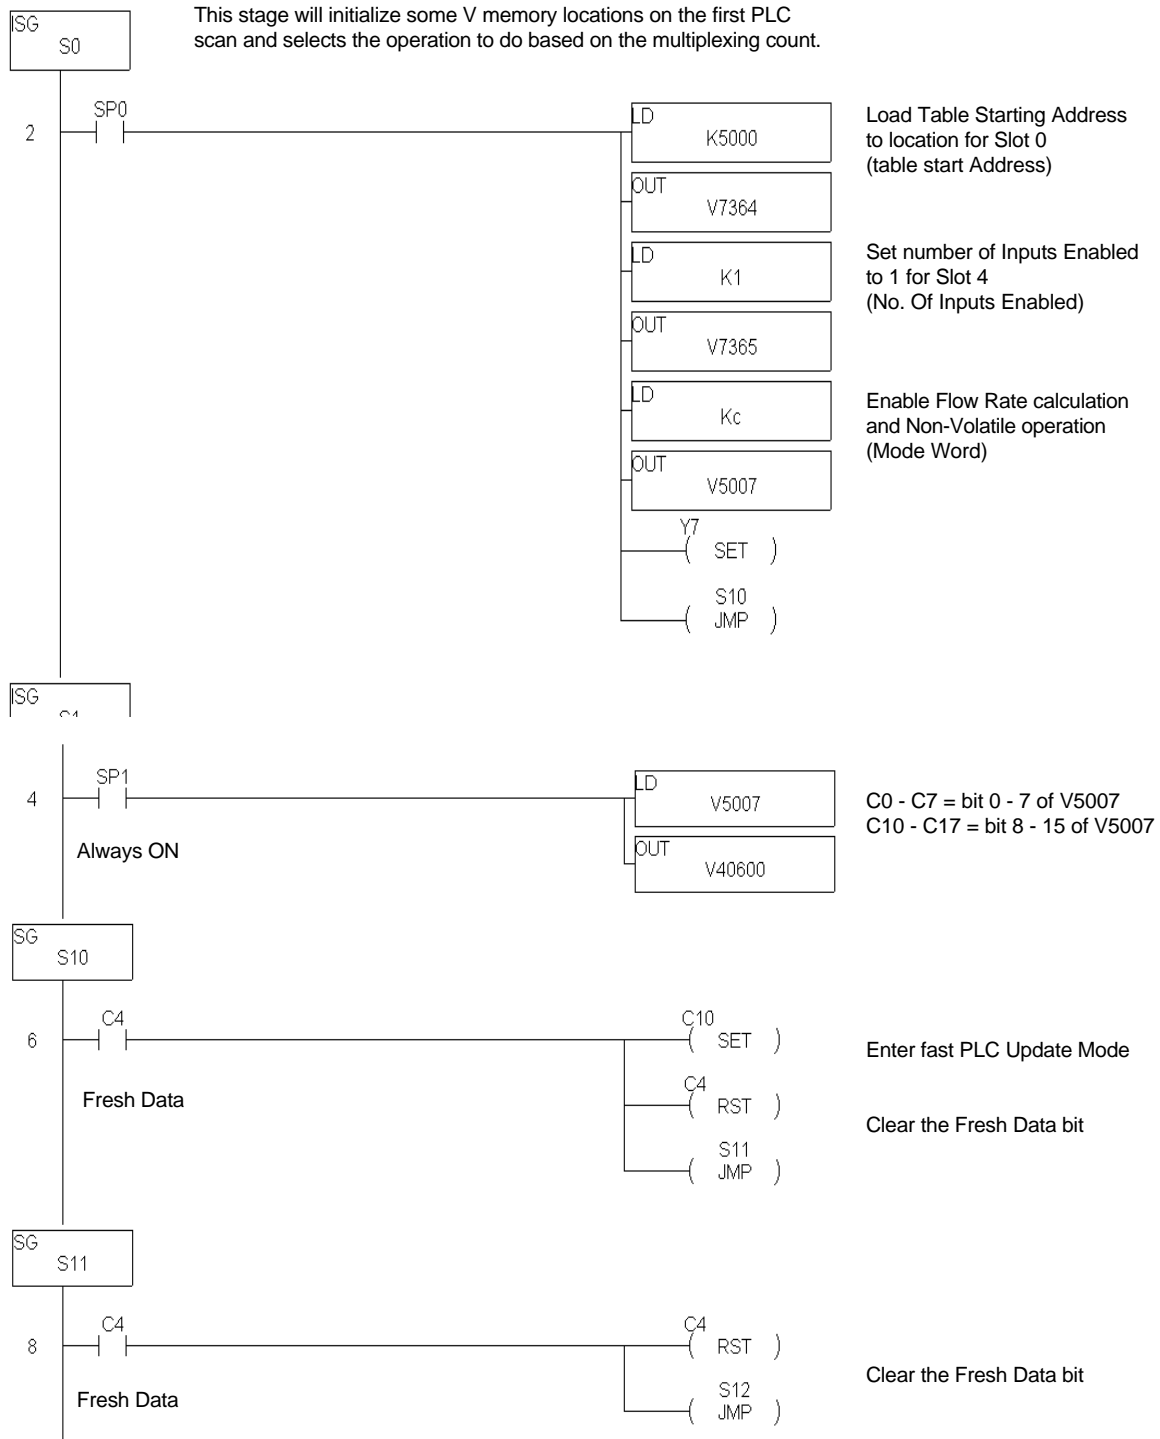 ISG
S0
This stage will initialize some V memory locations on the first PLC
scan and selects the operation to do based on the multiplexing count.
2
SP0
LD
K5000
Load Table Starting Address
to location for Slot 0
(table start Address)
OUT
V7364
LD
K1
Set number of Inputs Enabled
to 1 for Slot 4
(No. Of Inputs Enabled)
OUT
V7365
LD
Kc
Enable Flow Rate calculation
and Non-Volatile operation
(Mode Word)
OUT
V5007
Y7
( SET )
S10
( JMP )
ISG
4
SP1
Always ON
LD
V5007
C0 - C7 = bit 0 - 7 of V5007
C10 - C17 = bit 8 - 15 of V5007
OUT
V40600
SG
S10
6
C4
Fresh Data
C10
( SET )
Enter fast PLC Update Mode
C4
( RST )
Clear the Fresh Data bit
S11
( JMP )
SG
S11
8
C4
Fresh Data
C4
( RST )
Clear the Fresh Data bit
S12
( JMP )